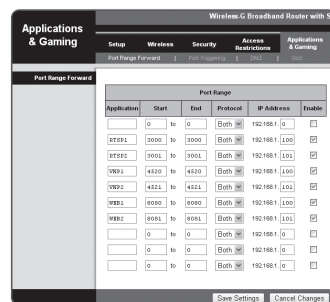 Wireless-G Broadband Router with S
Applications
& Gaming
Setup Wireless Security Access Restrictions Applications & Gaming
Port Range Forward | Port Triggering | DMZ | QoS
Port Range Forward
Port Range
Application Start End Protocol IP Address Enable
0 to 0 Both 192.168.1. 0
RTSP1 3000 to 3000 Both 192.168.1. 100
RTSP2 3001 to 3001 Both 192.168.1. 101
VNP1 4520 to 4520 Both 192.168.1. 100
VNP2 4521 to 4521 Both 192.168.1. 101
WEB1 8080 to 8080 Both 192.168.1. 100
WEB2 8081 to 8081 Both 192.168.1. 101
0 to 0 Both 192.168.1. 0
0 to 0 Both 192.168.1. 0
0 to 0 Both 192.168.1. 0
Save Settings Cancel Changes